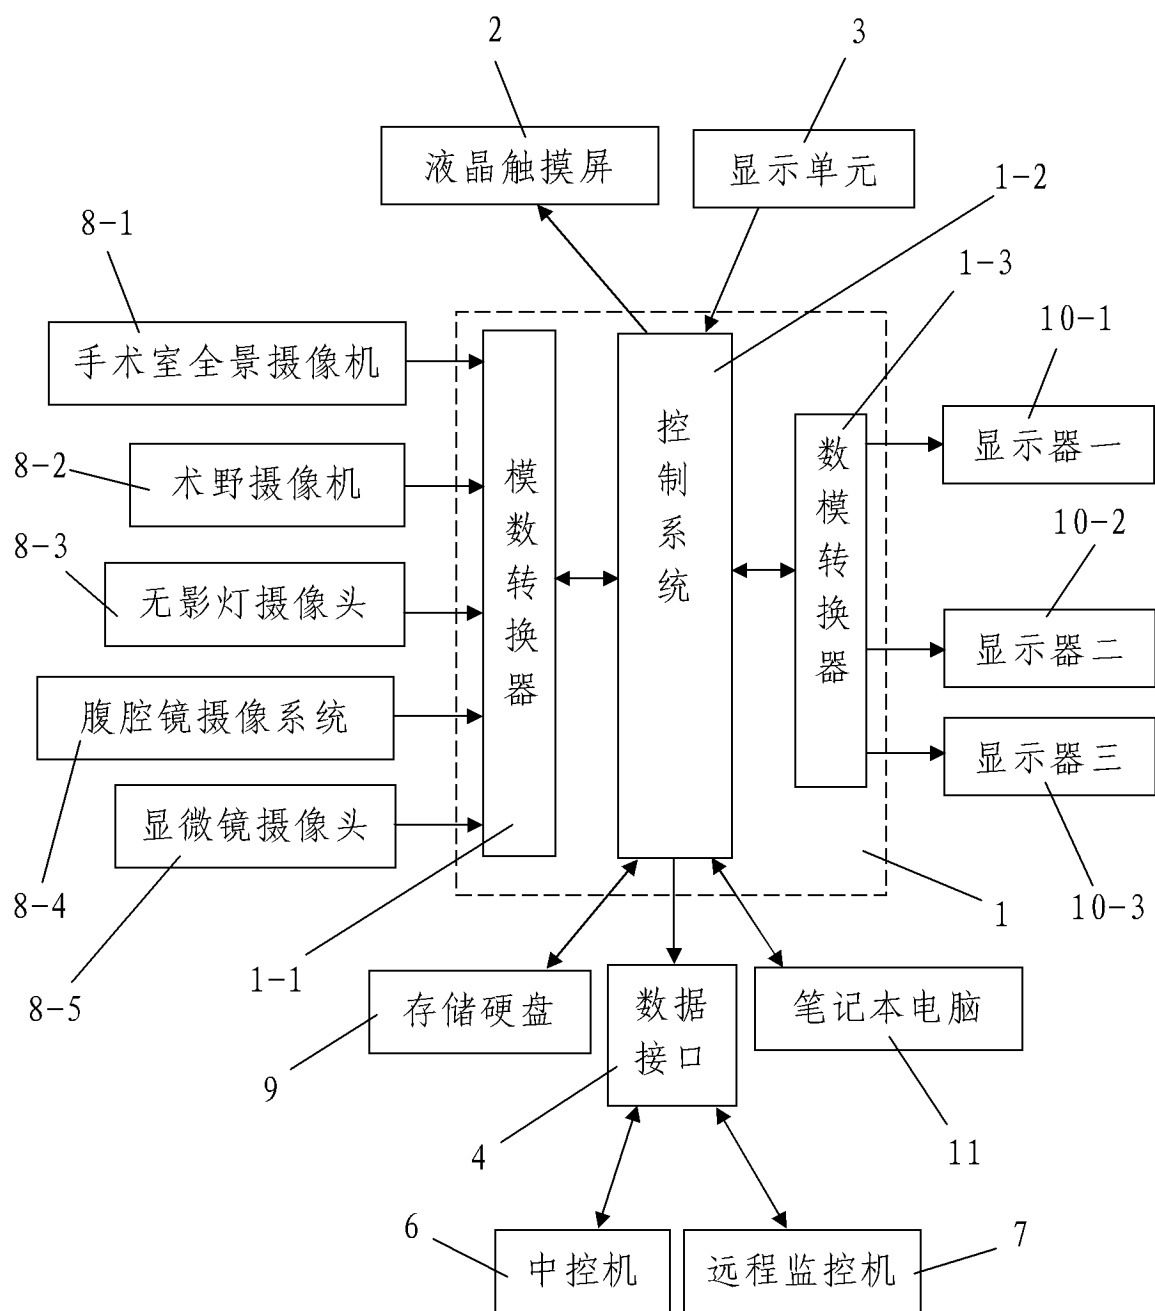 2
3
液晶触摸屏
显示单元
1-2
8-1
1-3
手术室全景摄像机
10-1
显示器一
控制系统
数模转换器
模数转换器
8-2
术野摄像机
10-2
8-3
无影灯摄像头
显示器二
腹腔镜摄像系统
显示器三
显微镜摄像头
8-4
1
10-3
1-1
8-5
存储硬盘
数据
接口
笔记本电脑
9
4
11
6
7
中控机
远程监控机